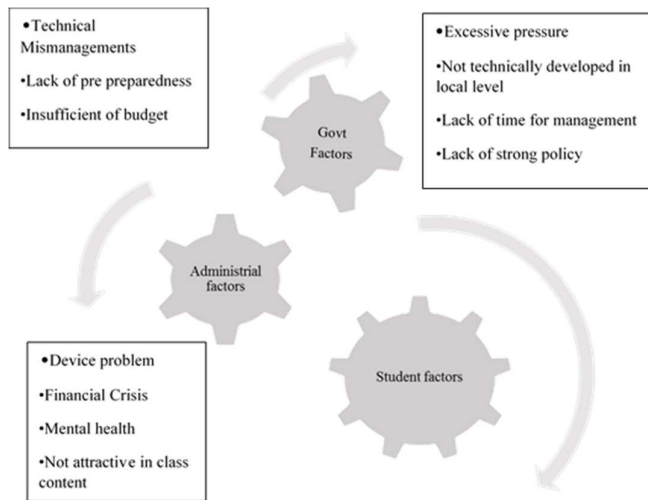 •Technical
Mismanagements
•Lack of pre preparedness
•Insufficient of budget
•Excessive pressure
•Not technically developed in
local level
•Lack of time for management
•Lack of strong policy
Govt
Factors
Administrial
factors
Student factors
•Device problem
•Financial Crisis
•Mental health
•Not attractive in class
content